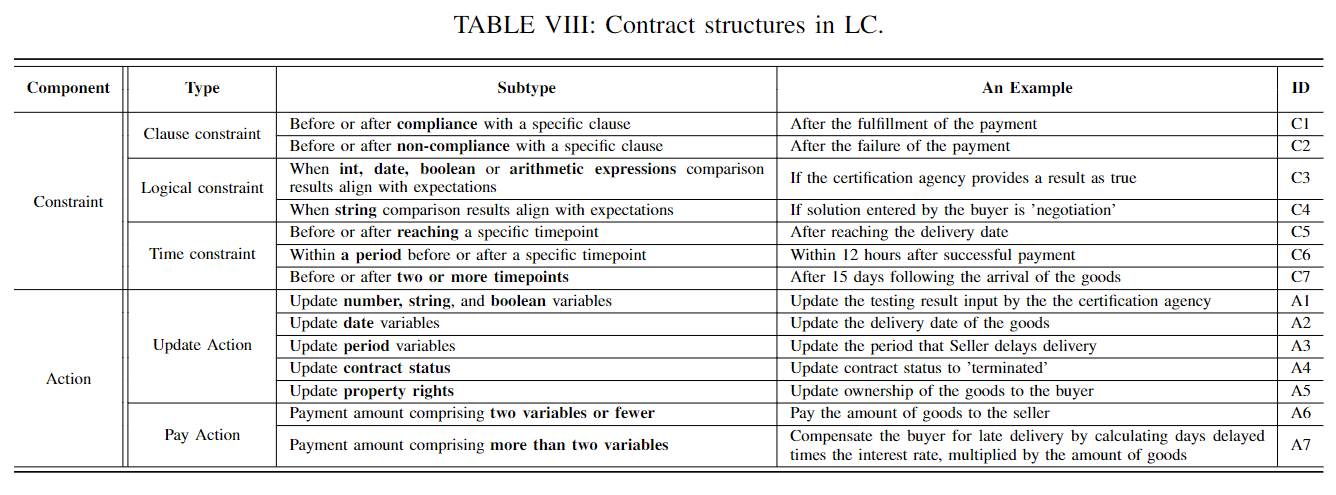 TABLE VIII: Contract structures in LC.
Component Type Subtype An Example ID
Constraint
Clause constraint
Before or after compliance with a specific clause
After the fulfillment of the payment
C1
Before or after non-compliance with a specific clause
After the failure of the payment
C2
Logical constraint
When int, date, boolean or arithmetic expressions comparison
results align with expectations
If the certification agency provides a result as true
C3
When string comparison results align with expectations
If solution entered by the buyer is 'negotiation'
C4
Time constraint
Before or after reaching a specific timepoint
After reaching the delivery date
C5
Within a period before or after a specific timepoint
Within 12 hours after successful payment
C6
Before or after two or more timepoints
After 15 days following the arrival of the goods
C7
Action
Update Action
Update number, string, and boolean variables
Update the testing result input by the the certification agency
A1
Update date variables
Update the delivery date of the goods
A2
Update period variables
Update the period that Seller delays delivery
A3
Update contract status
Update contract status to 'terminated'
A4
Update property rights
Update ownership of the goods to the buyer
A5
Pay Action
Payment amount comprising two variables or fewer
Pay the amount of goods to the seller
A6
Payment amount comprising more than two variables
Compensate the buyer for late delivery by calculating days delayed
times the interest rate, multiplied by the amount of goods
A7